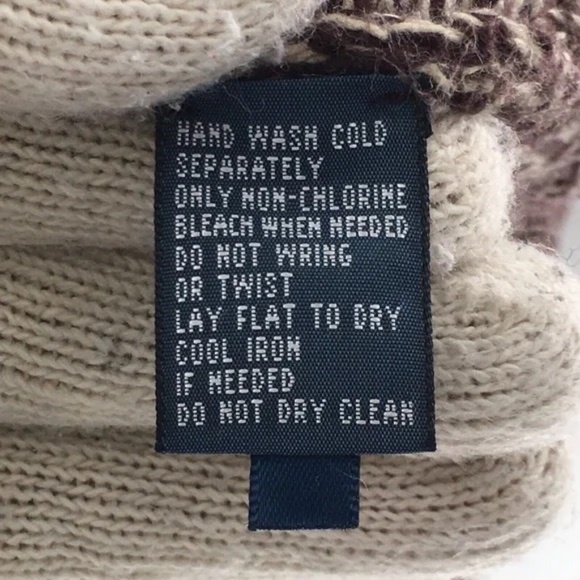 HAND WASH COLD
SEPARATELY
ONLY NON-CHLORINE
BLEACH WHEN NEEDED
DO NOT WRING
OR TWIST
LAY FLAT TO DRY
COOL IRON
IF NEEDED
DO NOT DRY CLEAN